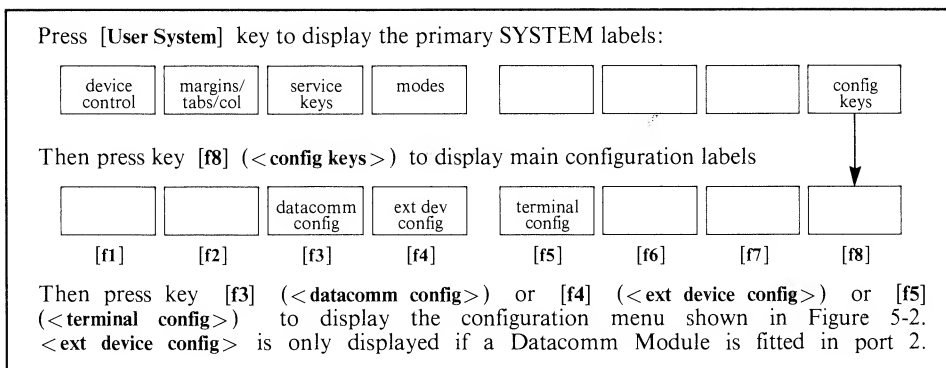 Press [User System] key to display the primary SYSTEM labels:
device control margins/ tabs/col service keys modes config keys
Then press key [f8] (<config keys>) to display main configuration labels
datacomm config ext dev config terminal config
[f1] [f2] [f3] [f4] [f5] [f6] [f7] [f8]
Then press key [f3] (<datacomm config>) or [f4] (<ext device config>) or [f5]
(<terminal config>) to display the configuration menu shown in Figure 5-2.
<ext device config> is only displayed if a Datacomm Module is fitted in port 2.